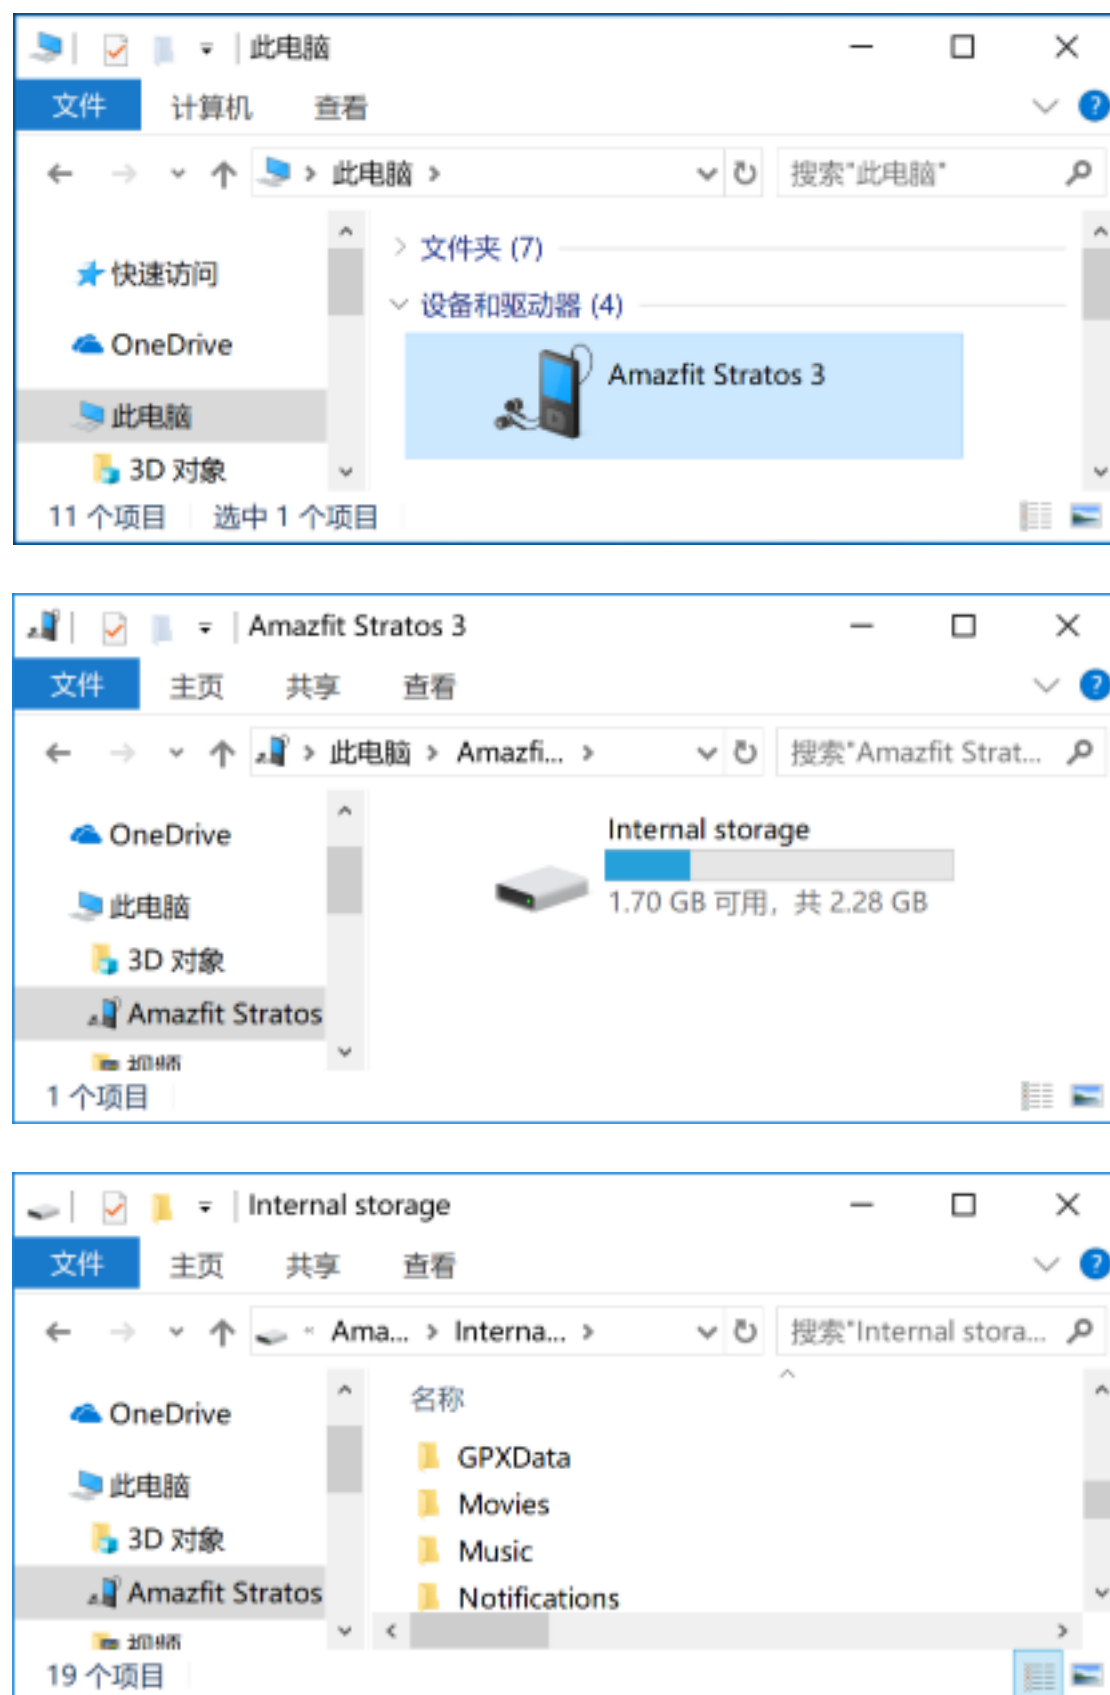 此电脑
文件 计算机 查看
此电脑 搜索"此电脑"
快速访问
OneDrive
此电脑
3D 对象
文件夹 (7)
设备和驱动器 (4)
Amazfit Stratos 3
11 个项目 选中 1 个项目
Amazfit Stratos 3
文件 主页 共享 查看
此电脑 Amazfi... 搜索"Amazfit Strat...
OneDrive
此电脑
3D 对象
Amazfit Stratos
视频
Internal storage
1.70 GB 可用, 共 2.28 GB
1 个项目
Internal storage
文件 主页 共享 查看
« Ama... Interna... 搜索"Internal stora...
OneDrive
此电脑
3D 对象
Amazfit Stratos
视频
名称
GPXData
Movies
Music
Notifications
19 个项目